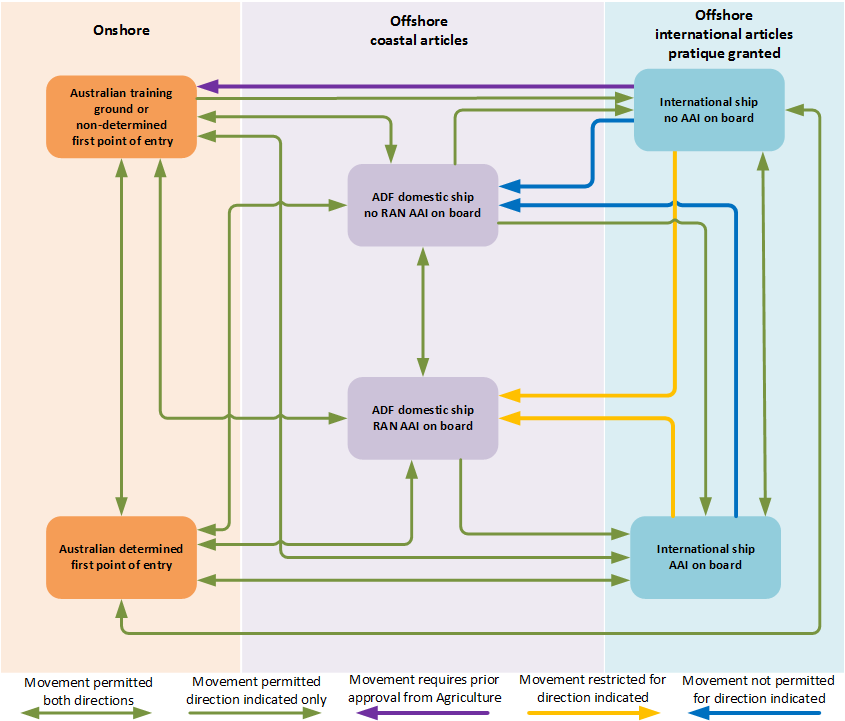 Onshore
Offshore
coastal articles
Offshore
international articles
pratique granted
Australian training
ground or
non-determined
first point of entry
International ship
no AAI on board
ADF domestic ship
no RAN AAI on board
ADF domestic ship
RAN AAI on board
Australian determined
first point of entry
International ship
AAI on board
Movement permitted
both directions
Movement permitted
direction indicated only
Movement requires prior
approval from Agriculture
Movement restricted for
direction indicated
Movement not permitted
for direction indicated